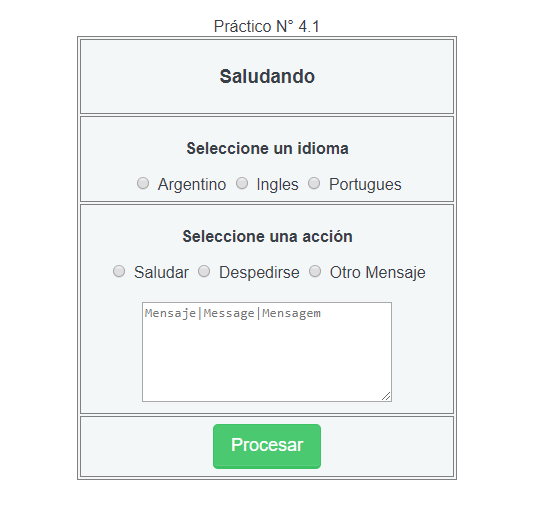 Práctico N° 4.1
Saludando
Seleccione un idioma
Argentino Ingles Portugues
Seleccione una acción
Saludar Despedirse Otro Mensaje
Mensaje|Message|Mensagem
Procesar